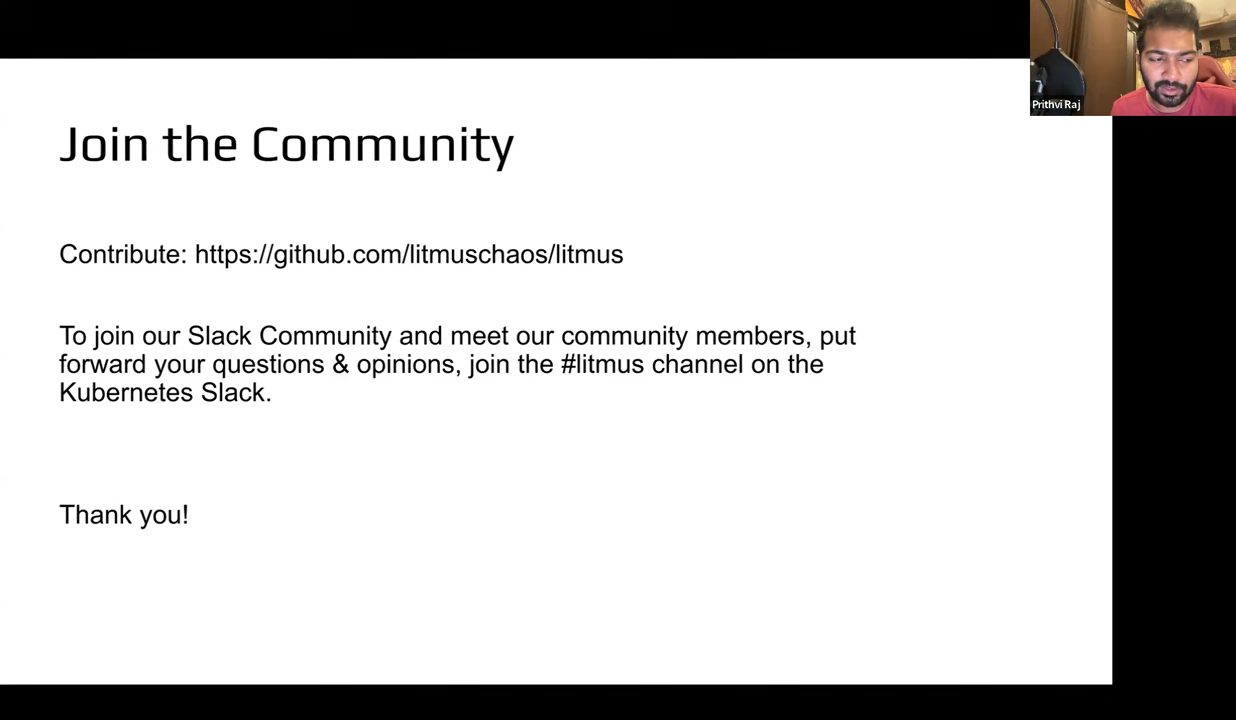 Prithvi Raj
Join the Community
Contribute: https://github.com/litmuschaos/litmus
To join our Slack Community and meet our community members, put
forward your questions & opinions, join the #litmus channel on the
Kubernetes Slack.
Thank you!